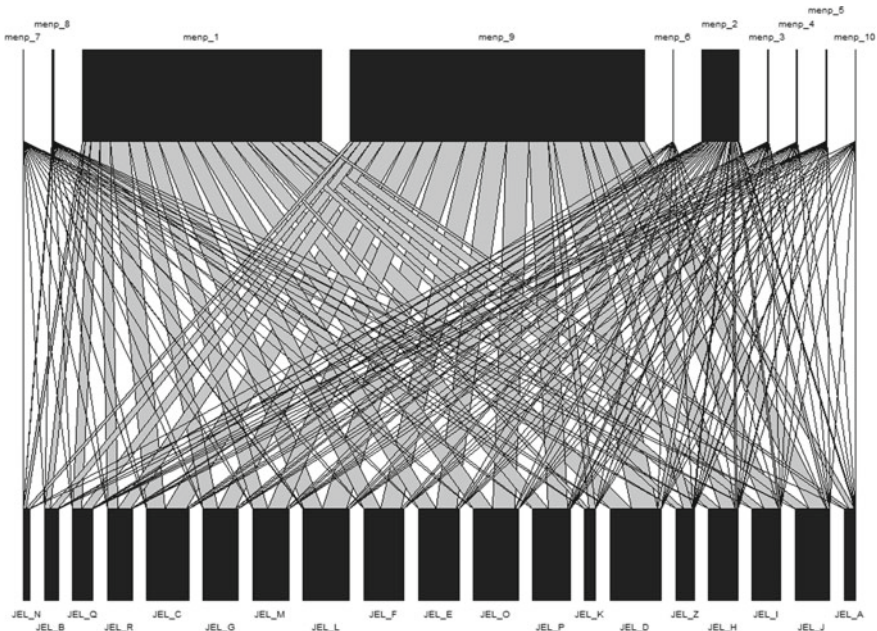 menp_5
menp_8 menp_2 menp_4
menp_7 menp_1 menp_9 menp_6 menp_3 menp_10
JEL_N JEL_Q JEL_C JEL_M JEL_F JEL_E JEL_O JEL_K JEL_Z JEL_I JEL_A
JEL_B JEL_R JEL_G JEL_L JEL_P JEL_D JEL_H JEL_J